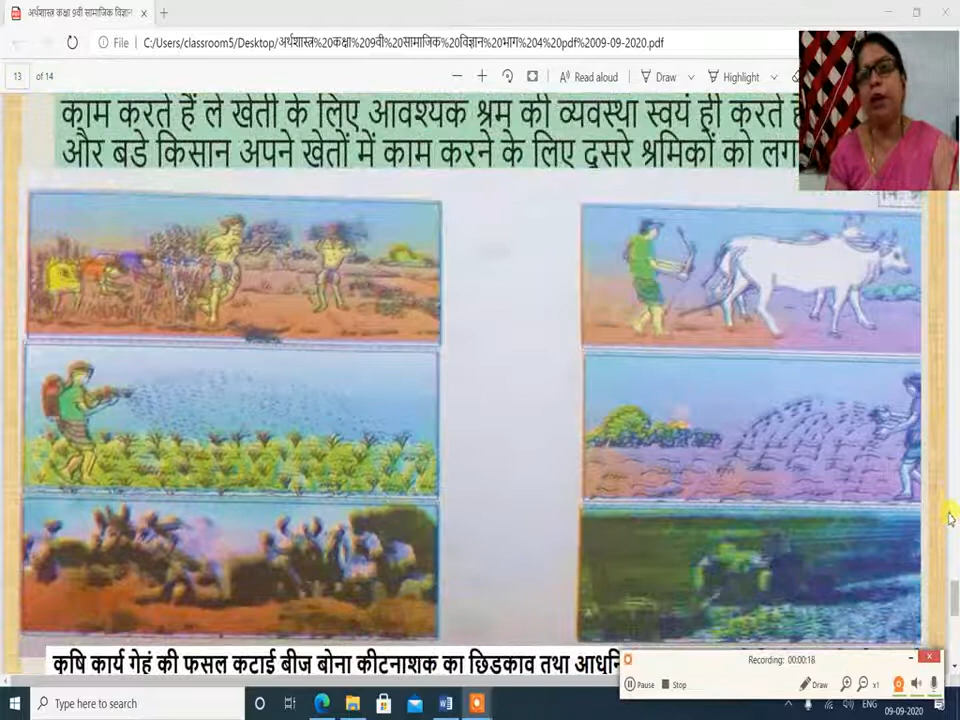 अर्थशास्त्र कक्षा 9वी सामाजिक विज्ञान
File C:/Users/classroom5/Desktop/अर्थशास्त्र%20कक्षा%209वी%20सामाजिक%20विज्ञान%20भाग%204%20pdf%2009-09-2020.pdf
13 of 14 Read aloud Draw Highlight
काम करते हैं ले खेती के लिए आवश्यक श्रम की व्यवस्था स्वयं ही करते
और बडे किसान अपने खेतों में काम करने के लिए दुसरे श्रमिकों को
कृषि कार्य गेहूं की फसल कटाई बीज बोना कीटनाशक का छिडकाव तथा
Recording: 00:00:18
Pause Stop Draw x1
Type here to search
ENG
09-09-2020